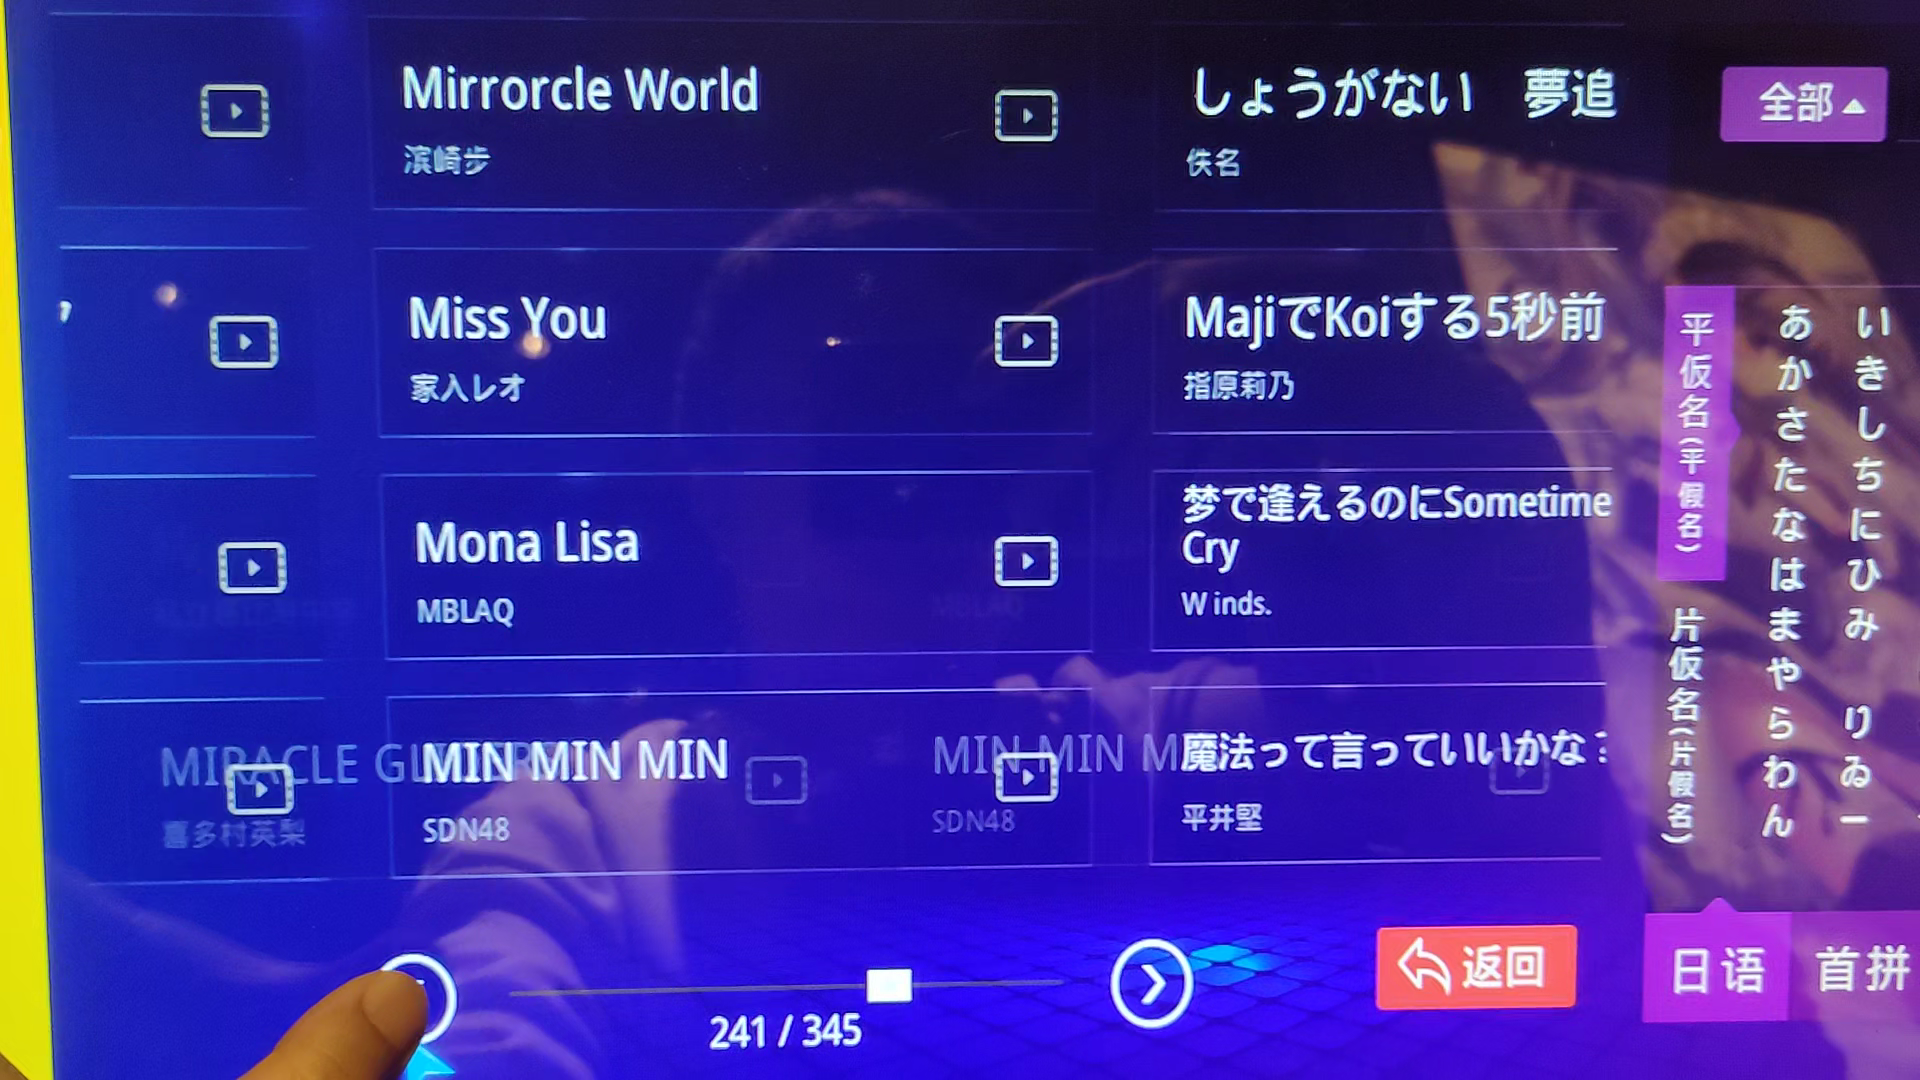 Mirrorcle World
滨崎步
しょうがない 夢追
佚名
全部
Miss You
家入レオ
MajiでKoiする5秒前
指原莉乃
Mona Lisa
MBLAQ
梦で逢えるのにSometime
Cry
W inds.
MIN MIN MIN
SDN48
魔法って言っていいいかな？
平井堅
MIRACLE GL
喜多村英梨
MIN MIN M
SDN48
平仮名(平假名)
片仮名(片假名)
あかさたなはまやらわん
いきしちにひみ りゐー
241 / 345
返回
日语
首拼